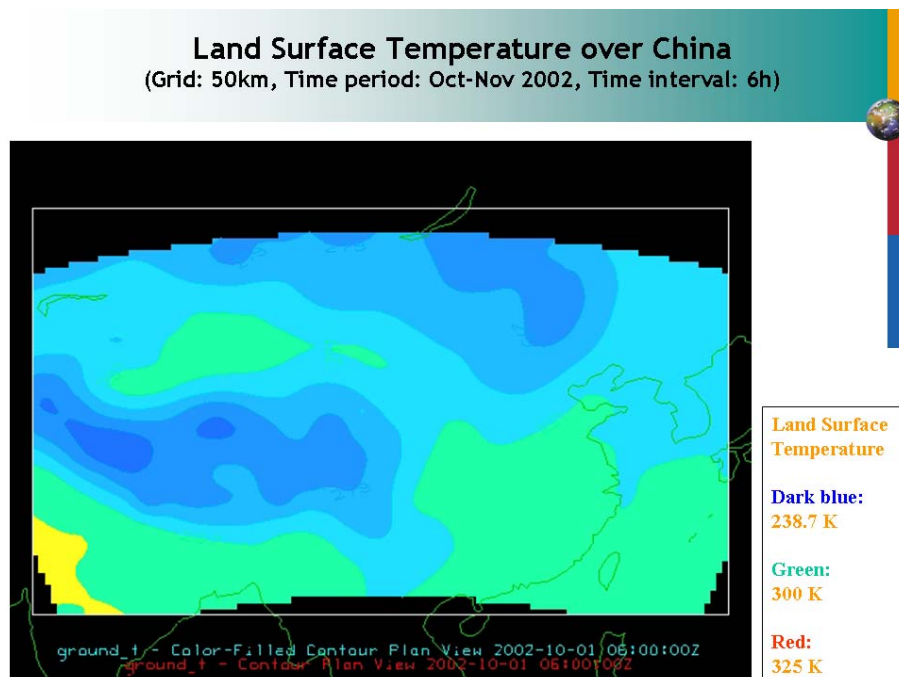 Land Surface Temperature over China
(Grid: 50km, Time period: Oct-Nov 2002, Time interval: 6h)
Land Surface
Temperature
Dark blue:
238.7 K
Green:
300 K
Red:
325 K
ground_t - Color-Filled Contour Plan View 2002-10-01 06:00:00Z
ground_t - Contour Plan View 2002-10-01 06:00:00Z